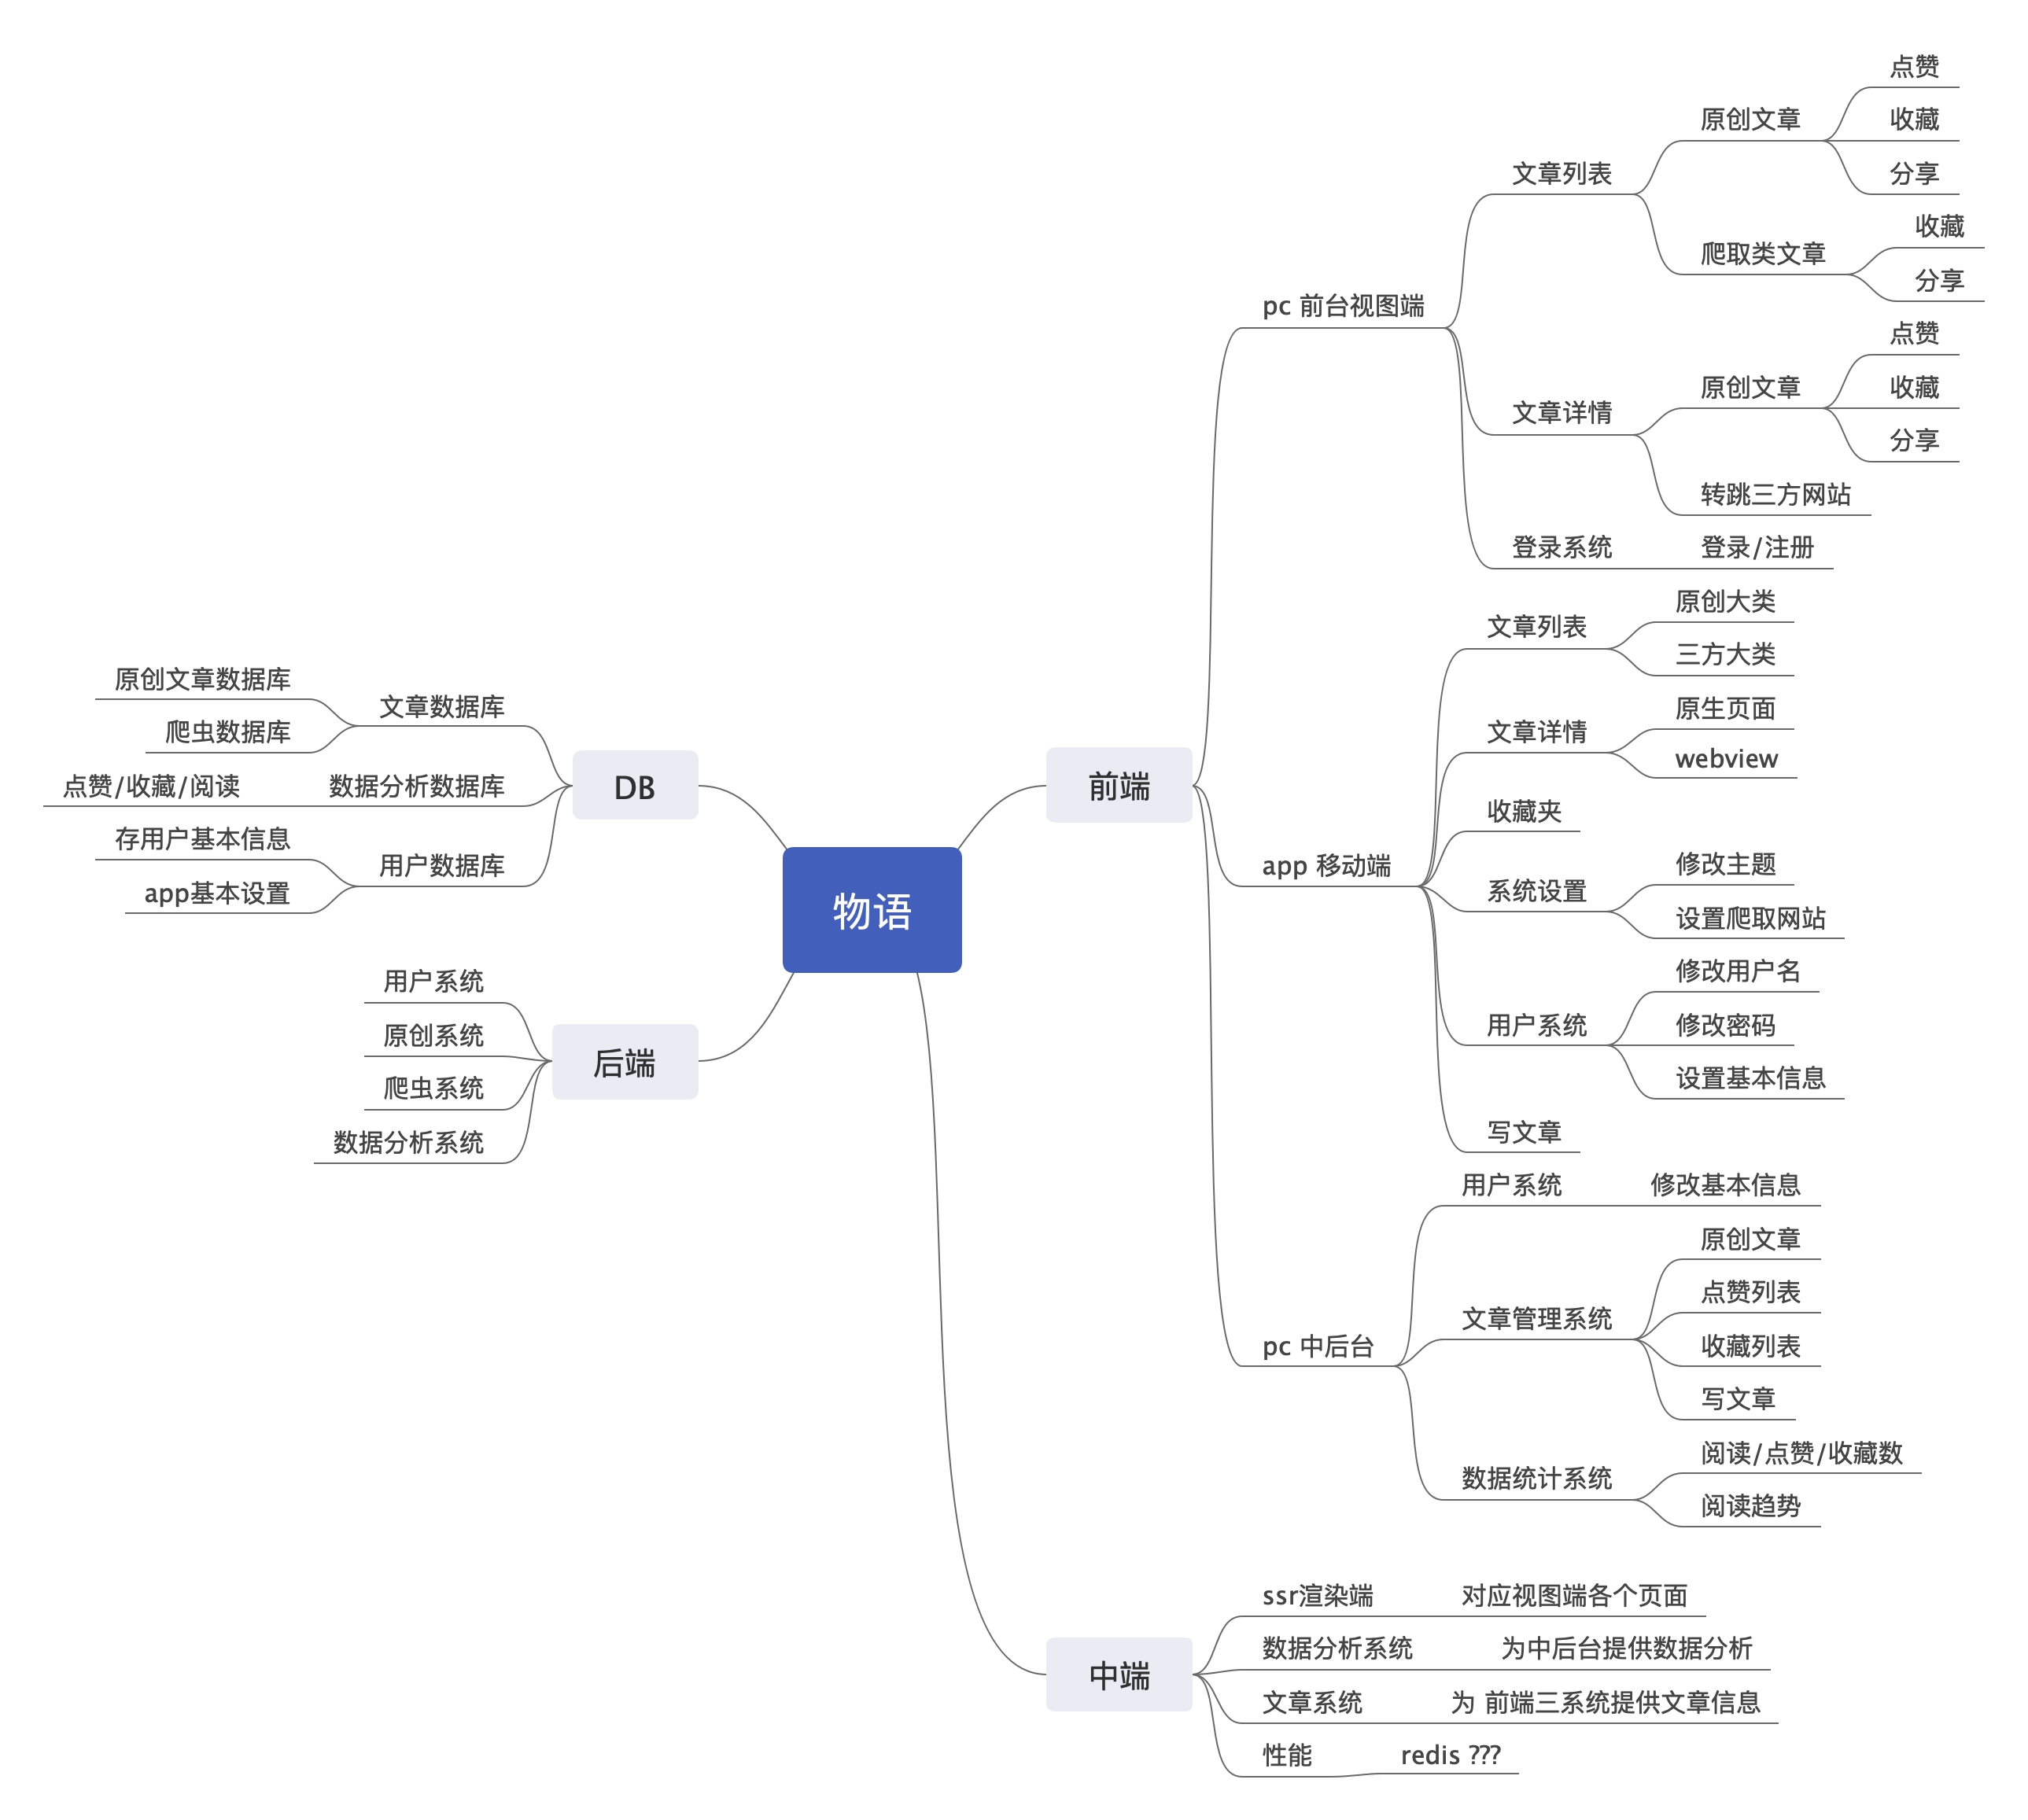 物语
前端
pc 前台视图端
文章列表
原创文章
点赞
收藏
分享
爬取类文章
收藏
分享
文章详情
原创文章
点赞
收藏
分享
转跳三方网站
登录系统
登录/注册
app 移动端
文章列表
原创大类
三方大类
文章详情
原生页面
webview
收藏夹
系统设置
修改主题
设置爬取网站
用户系统
修改用户名
修改密码
设置基本信息
写文章
pc 中后台
用户系统
修改基本信息
文章管理系统
原创文章
点赞列表
收藏列表
写文章
数据统计系统
阅读/点赞/收藏数
阅读趋势
中端
ssr渲染端
对应视图端各个页面
数据分析系统
为中后台提供数据分析
文章系统
为 前端三系统提供文章信息
性能
redis ???
DB
文章数据库
原创文章数据库
爬虫数据库
数据分析数据库
点赞/收藏/阅读
用户数据库
存用户基本信息
app基本设置
后端
用户系统
原创系统
爬虫系统
数据分析系统